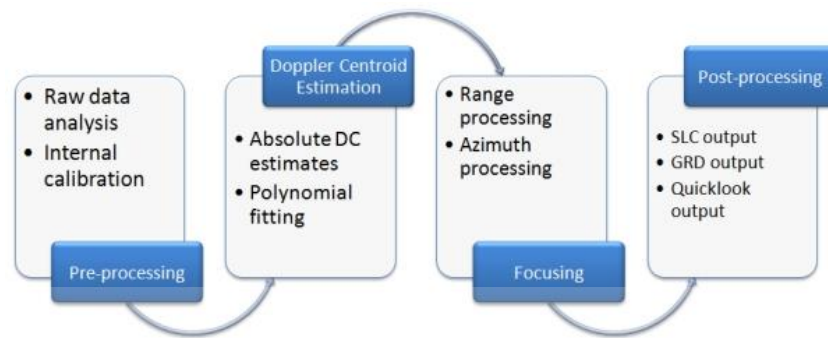 • Raw data
analysis
• Internal
calibration
Pre-processing
Doppler Centroid
Estimation
• Absolute DC
estimates
• Polynomial
fitting
• Range
processing
• Azimuth
processing
Focusing
Post-processing
• SLC output
• GRD output
• Quicklook
output